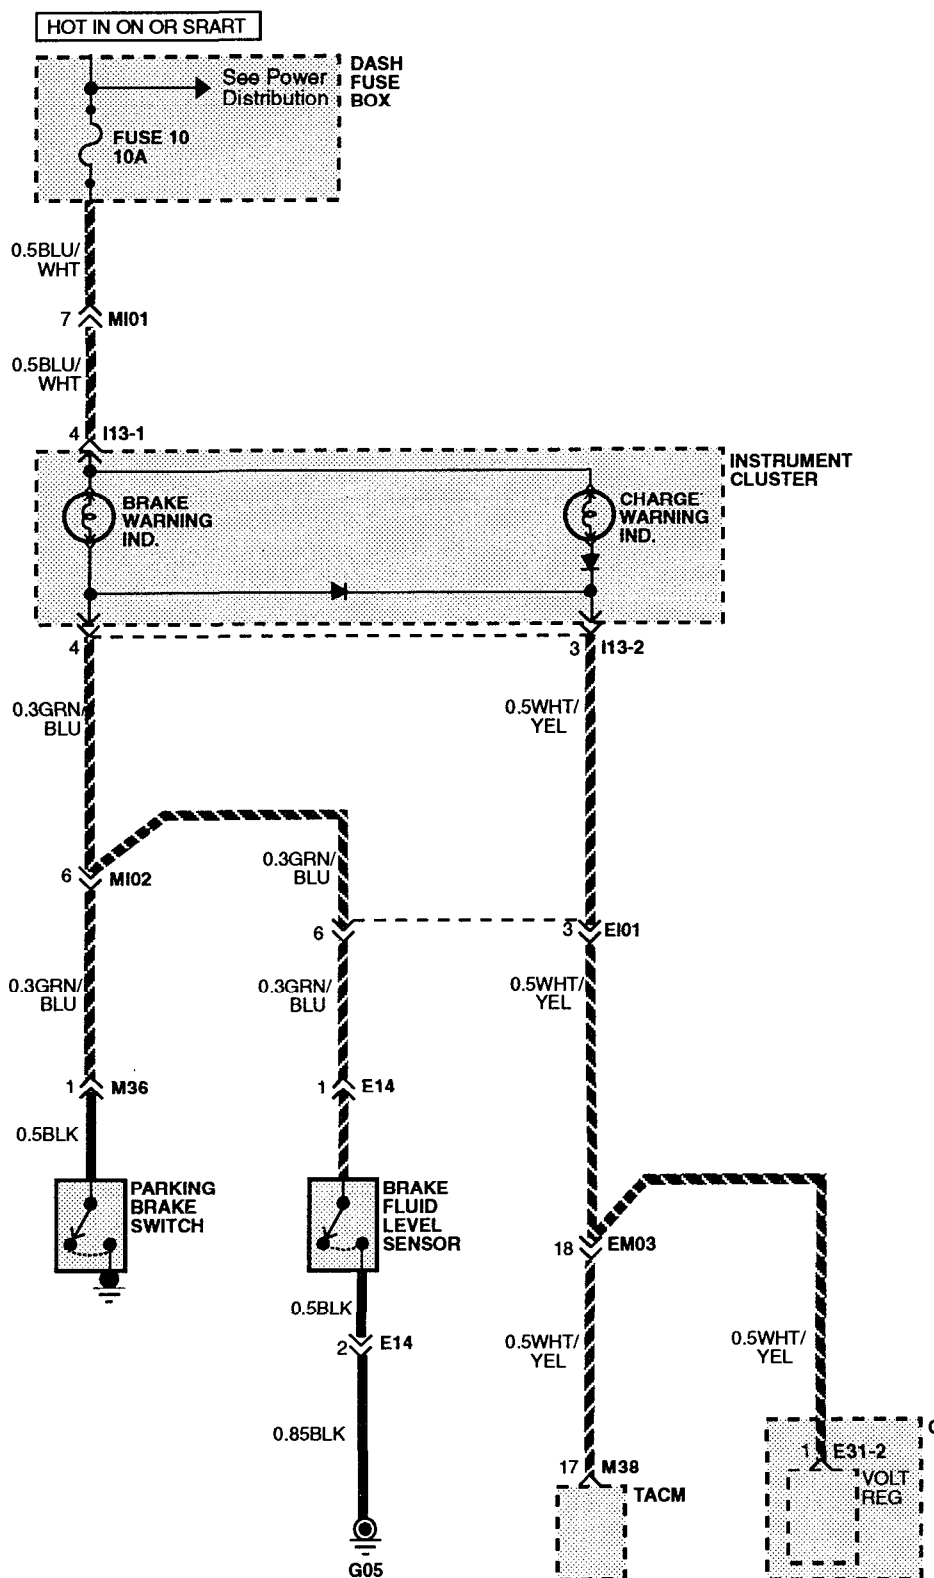 HOT IN ON OR SRART
See Power
Distribution
DASH
FUSE
BOX
FUSE 10
10A
0.5BLU/
WHT
7 MI01
0.5BLU/
WHT
4 I13-1
INSTRUMENT
CLUSTER
BRAKE
WARNING
IND.
CHARGE
WARNING
IND.
4
3 I13-2
0.3GRN/
BLU
0.5WHT/
YEL
6 MI02
0.3GRN/
BLU
6
3 EI01
0.3GRN/
BLU
0.3GRN/
BLU
0.5WHT/
YEL
1 M36
1 E14
0.5BLK
PARKING
BRAKE
SWITCH
BRAKE
FLUID
LEVEL
SENSOR
18 EM03
0.5BLK
2 E14
0.5WHT/
YEL
0.5WHT/
YEL
0.85BLK
1 E31-2
17 M38
TACM
VOLT
REG
G05